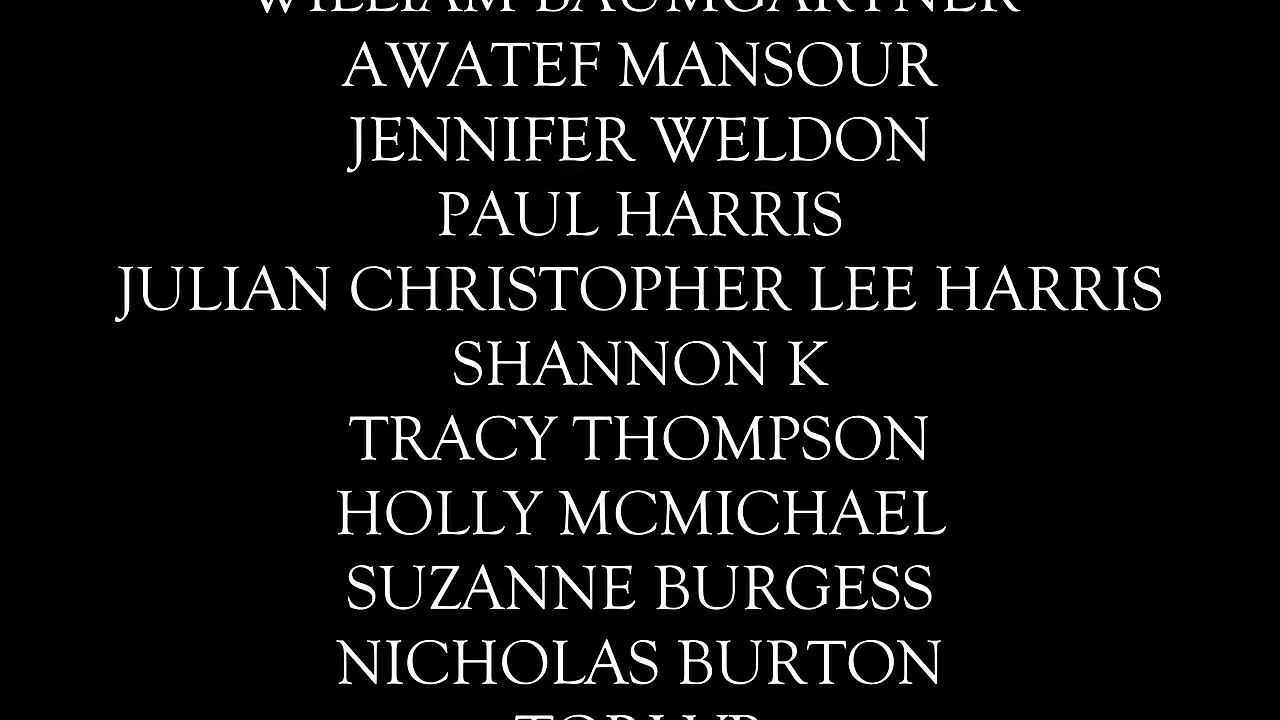 WILLIAM BAUMGARTNER
AWATEF MANSOUR
JENNIFER WELDON
PAUL HARRIS
JULIAN CHRISTOPHER LEE HARRIS
SHANNON K
TRACY THOMPSON
HOLLY MCMICHAEL
SUZANNE BURGESS
NICHOLAS BURTON